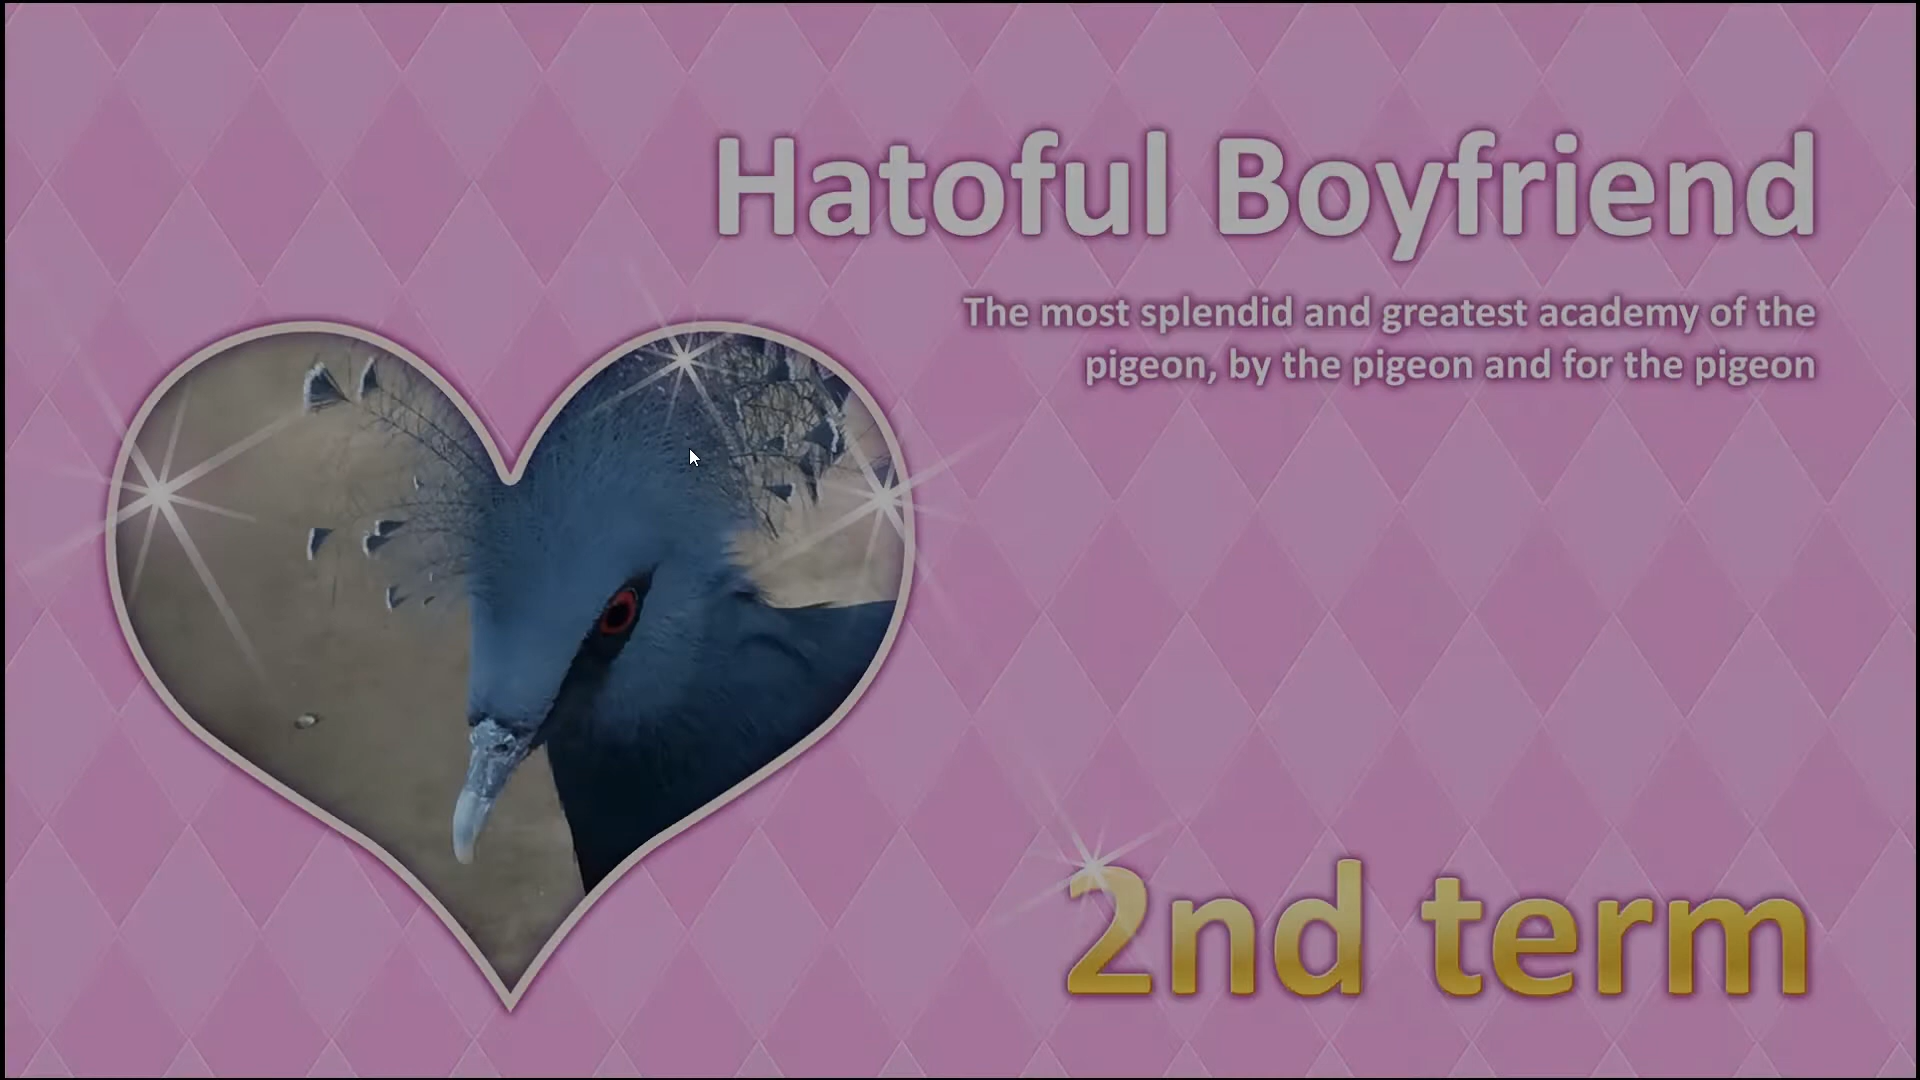 Hatoful Boyfriend
The most splendid and greatest academy of the
pigeon, by the pigeon and for the pigeon
2nd term